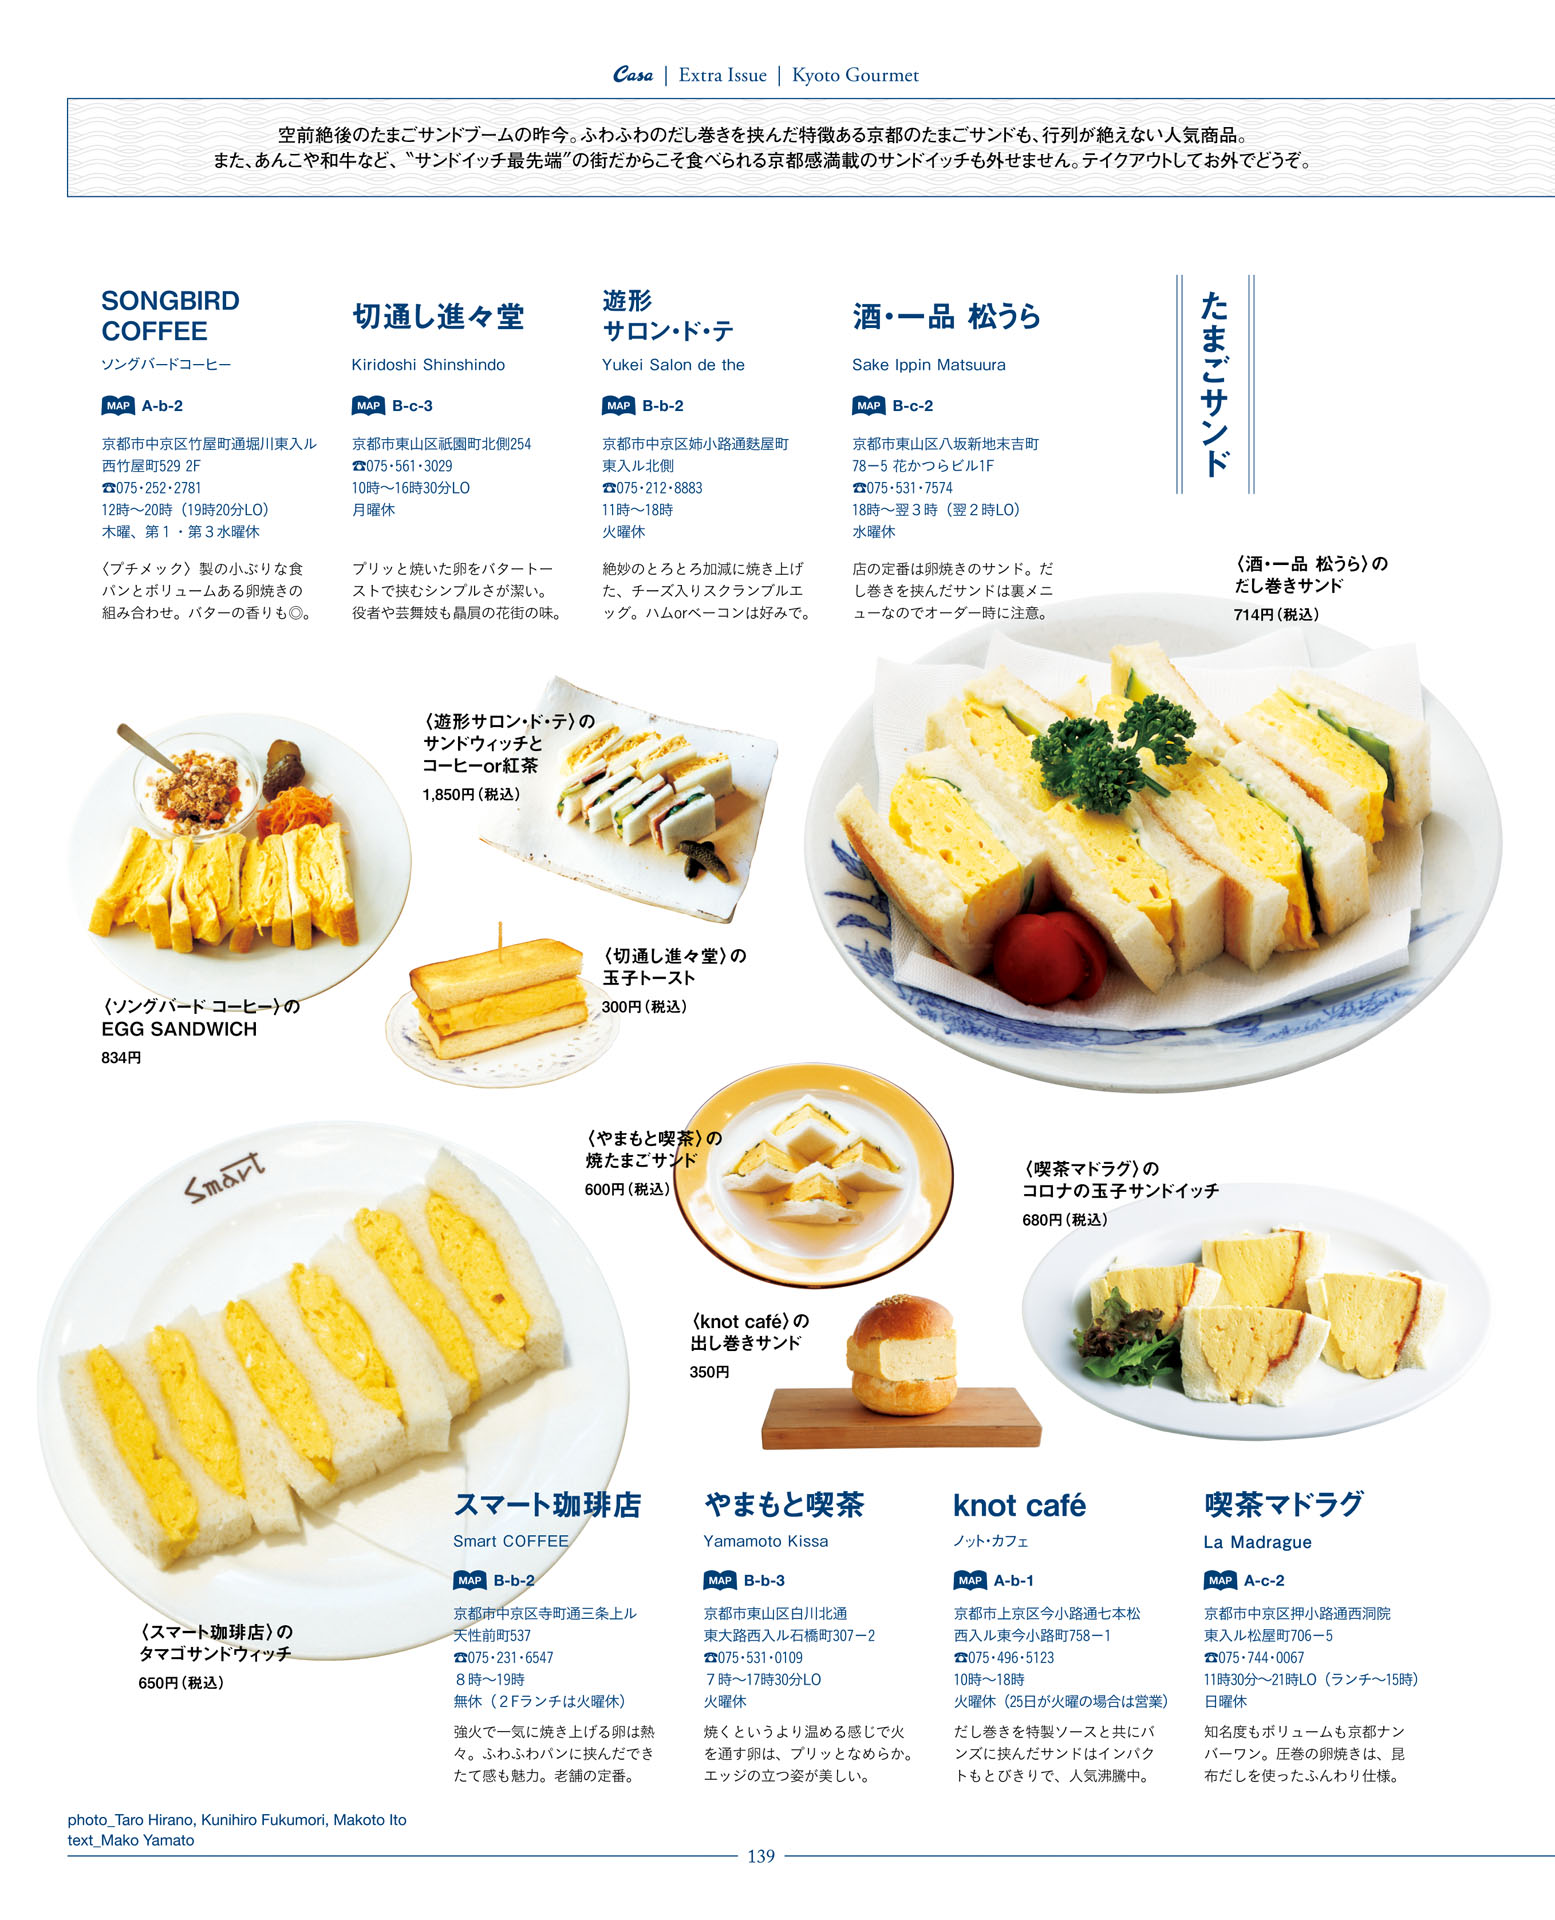 Casa | Extra Issue | Kyoto Gourmet
空前絶後のたまごサンドブームの昨今。ふわふわのだし巻きを挟んだ特徴ある京都のたまごサンドも、行列が絶えない人気商品。
また、あんこや和牛など、〝サンドイッチ最先端〞の街だからこそ食べられる京都感満載のサンドイッチも外せません。テイクアウトしてお外でどうぞ。
たまごサンド
SONGBIRD
COFFEE
ソングバードコーヒー
MAP A-b-2
京都市中京区竹屋町通堀川東入ル
西竹屋町529 2F
☎075・252・2781
12時〜20時（19時20分LO）
木曜、第１・第３水曜休
〈プチメック〉製の小ぶりな食
パンとボリュームある卵焼きの
組み合わせ。バターの香りも◎。
切通し進々堂
Kiridoshi Shinshindo
MAP B-c-3
京都市東山区祇園町北側254
☎075・561・3029
10時〜16時30分LO
月曜休
プリッと焼いた卵をバタートー
ストで挟むシンプルさが潔い。
役者や芸舞妓も贔屓の花街の味。
遊形
サロン・ド・テ
Yukei Salon de the
MAP B-b-2
京都市中京区姉小路通麩屋町
東入ル北側
☎075・212・8883
11時〜18時
火曜休
絶妙のとろとろ加減に焼き上げ
た、チーズ入りスクランブルエ
ッグ。ハムorベーコンは好みで。
酒・一品 松うら
Sake Ippin Matsuura
MAP B-c-2
京都市東山区八坂新地末吉町
78−5 花かつらビル1F
☎075・531・7574
18時〜翌３時（翌２時LO）
水曜休
店の定番は卵焼きのサンド。だ
し巻きを挟んだサンドは裏メニ
ューなのでオーダー時に注意。
〈酒・一品 松うら〉の
だし巻きサンド
714円（税込）
〈遊形サロン・ド・テ〉の
サンドウィッチと
コーヒーor紅茶
1,850円（税込）
〈切通し進々堂〉の
玉子トースト
300円（税込）
〈ソングバード コーヒー〉の
EGG SANDWICH
834円
〈やまもと喫茶〉の
焼たまごサンド
600円（税込）
〈喫茶マドラグ〉の
コロナの玉子サンドイッチ
680円（税込）
Smart
〈knot café〉の
出し巻きサンド
350円
〈スマート珈琲店〉の
タマゴサンドウィッチ
650円（税込）
スマート珈琲店
Smart COFFEE
MAP B-b-2
京都市中京区寺町通三条上ル
天性前町537
☎075・231・6547
８時〜19時
無休（２Fランチは火曜休）
強火で一気に焼き上げる卵は熱
々。ふわふわパンに挟んだでき
たて感も魅力。老舗の定番。
やまもと喫茶
Yamamoto Kissa
MAP B-b-3
京都市東山区白川北通
東大路西入ル石橋町307−2
☎075・531・0109
７時〜17時30分LO
火曜休
焼くというより温める感じで火
を通す卵は、プリッとなめらか。
エッジの立つ姿が美しい。
knot café
ノット・カフェ
MAP A-b-1
京都市上京区今小路通七本松
西入ル東今小路町758−1
☎075・496・5123
10時〜18時
火曜休（25日が火曜の場合は営業）
だし巻きを特製ソースと共にバ
ンズに挟んだサンドはインパク
トもとびきりで、人気沸騰中。
喫茶マドラグ
La Madrague
MAP A-c-2
京都市中京区押小路通西洞院
東入ル松屋町706−5
☎075・744・0067
11時30分〜21時LO（ランチ〜15時）
日曜休
知名度もボリュームも京都ナン
バーワン。圧巻の卵焼きは、昆
布だしを使ったふんわり仕様。
photo_Taro Hirano, Kunihiro Fukumori, Makoto Ito
text_Mako Yamato
139